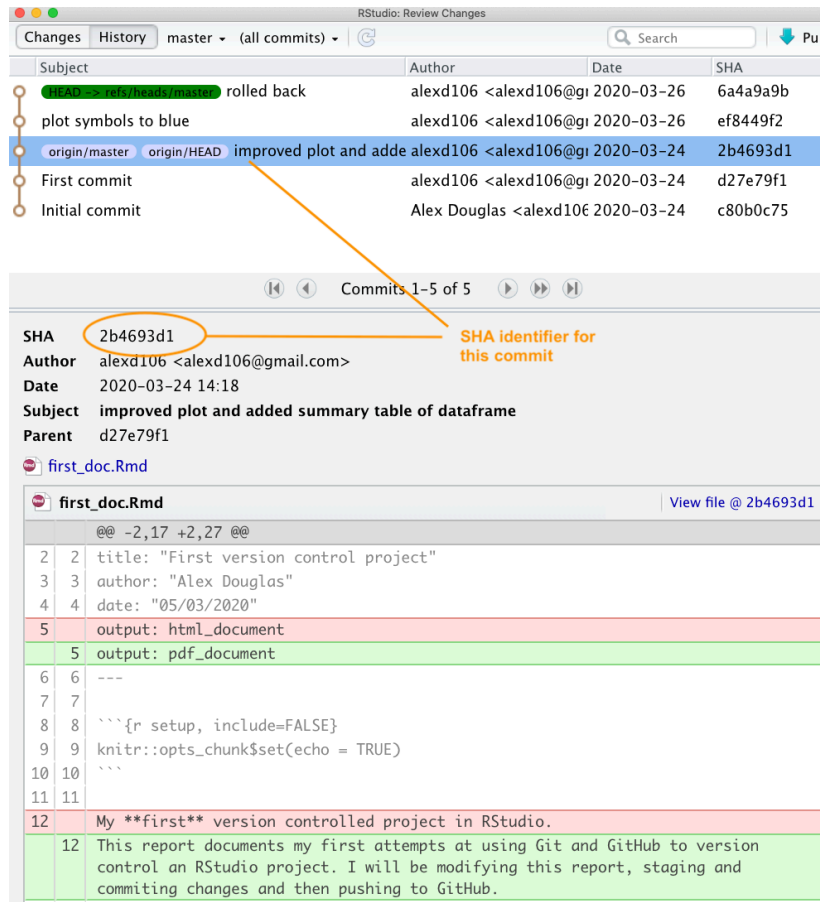 RStudio: Review Changes
Changes History master (all commits) Search Pu
Subject Author Date SHA
HEAD -> refs/heads/master rolled back alexd106 <alexd106@gı 2020-03-26 6a4a9a9b
plot symbols to blue alexd106 <alexd106@gı 2020-03-26 ef8449f2
origin/master origin/HEAD improved plot and adde alexd106 <alexd106@gı 2020-03-24 2b4693d1
First commit alexd106 <alexd106@gı 2020-03-24 d27e79f1
Initial commit Alex Douglas <alexd106 2020-03-24 c80b0c75
Commits 1-5 of 5
SHA 2b4693d1
SHA identifier for
this commit
Author alexd106 <alexd106@gmail.com>
Date 2020-03-24 14:18
Subject improved plot and added summary table of dataframe
Parent d27e79f1
first_doc.Rmd
first_doc.Rmd View file @ 2b4693d1
@@ -2,17 +2,27 @@
2 2 title: "First version control project"
3 3 author: "Alex Douglas"
4 4 date: "05/03/2020"
5 output: html_document
5 output: pdf_document
6 6 ---
7 7
8 8 ```{r setup, include=FALSE}
9 9 knitr::opts_chunk$set(echo = TRUE)
10 10 ```
11 11
12 My **first** version controlled project in RStudio.
12 This report documents my first attempts at using Git and GitHub to version
control an RStudio project. I will be modifying this report, staging and
commiting changes and then pushing to GitHub.